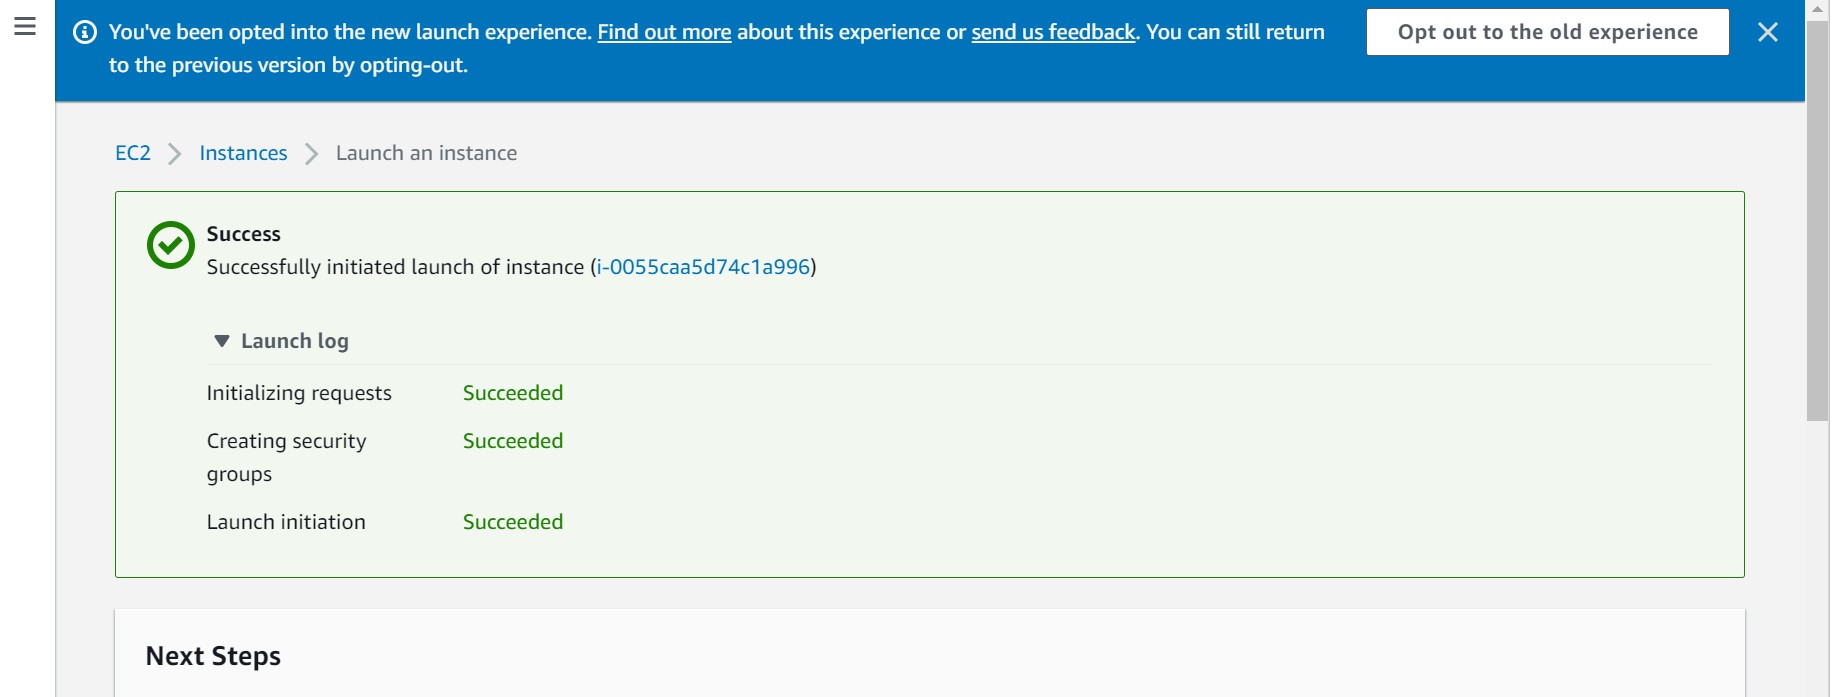 You've been opted into the new launch experience. Find out more about this experience or send us feedback. You can still return
to the previous version by opting-out.
Opt out to the old experience
EC2 Instances Launch an instance
Success
Successfully initiated launch of instance (i-0055caa5d74c1a996)
Launch log
Initializing requests Succeeded
Creating security Succeeded
groups
Launch initiation Succeeded
Next Steps